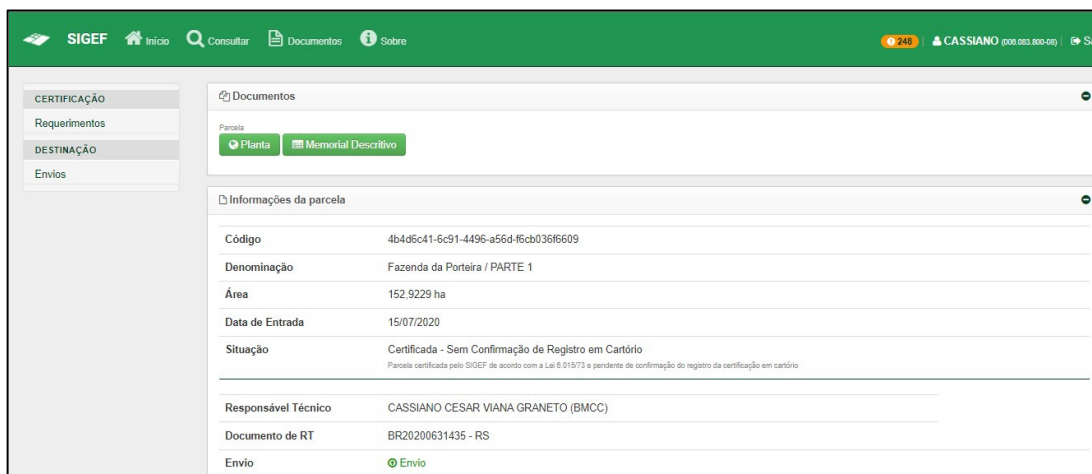 SIGEF Início Consultar Documentos Sobre 248 CASSIANO (006.083.800-08)
CERTIFICAÇÃO
Requerimentos
DESTINAÇÃO
Envios
Documentos
Parcela
Planta Memorial Descritivo
Informações da parcela
Código 4b4d6c41-6c91-4496-a56d-f6cb036f6609
Denominação Fazenda da Porteira / PARTE 1
Área 152,9229 ha
Data de Entrada 15/07/2020
Situação Certificada - Sem Confirmação de Registro em Cartório
Parcela certificada pelo SIGEF de acordo com a Lei 6.015/73 e pendente de confirmação do registro da certificação em cartório
Responsável Técnico CASSIANO CESAR VIANA GRANETO (BMCC)
Documento de RT BR20200631435 - RS
Envio Envio